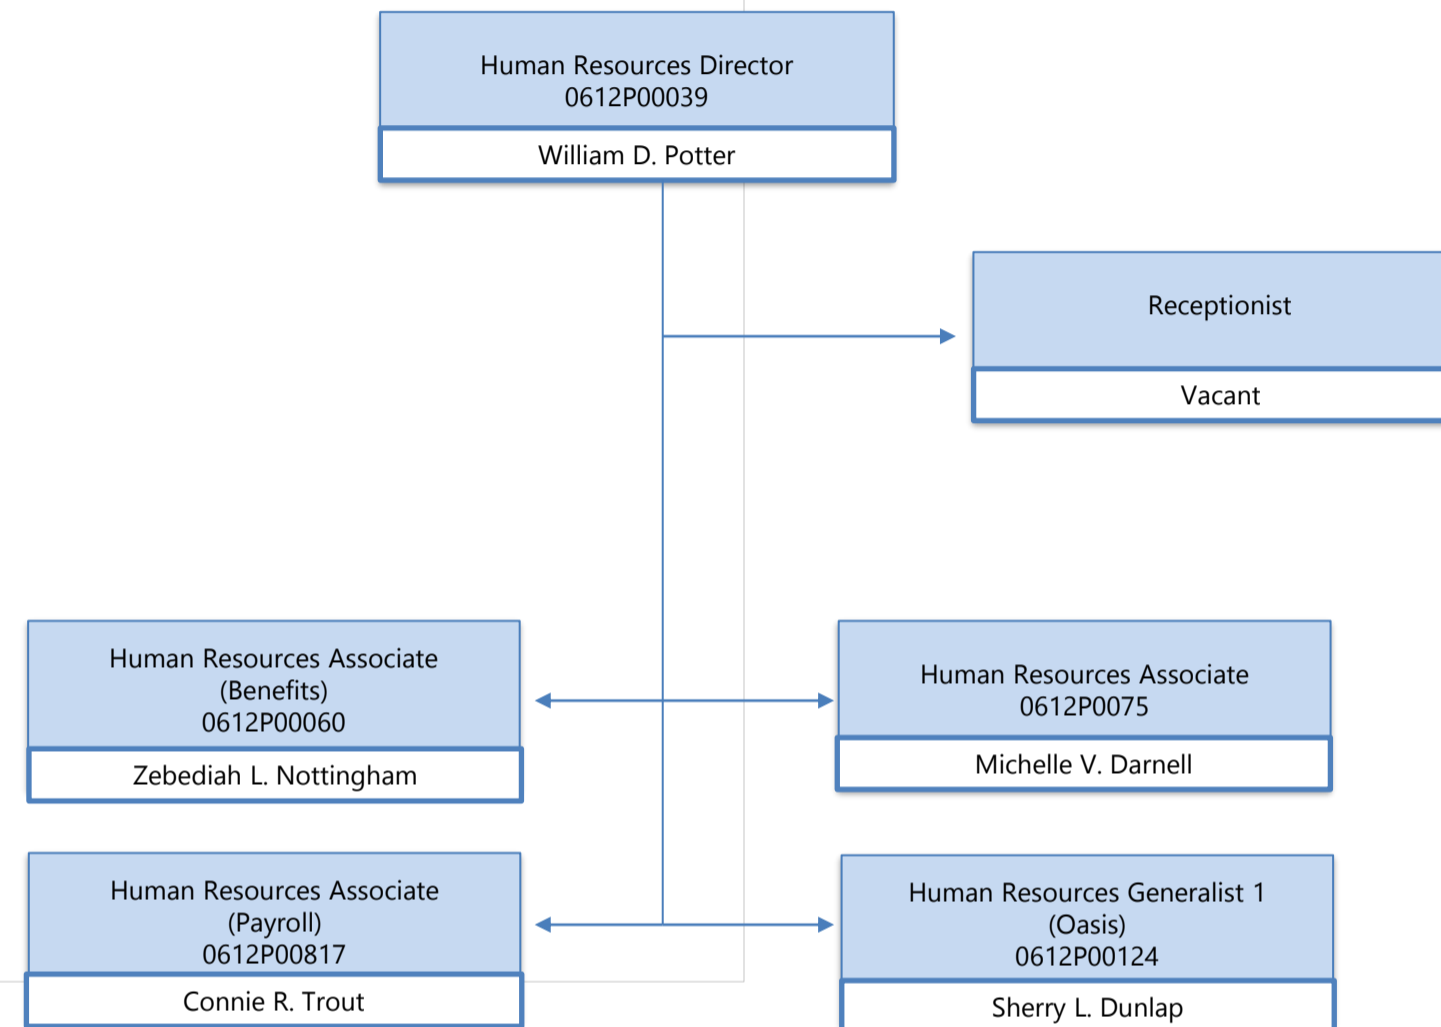 Human Resources Director
0612P00039
William D. Potter
Receptionist
Vacant
Human Resources Associate
(Benefits)
0612P00060
Zebediah L. Nottingham
Human Resources Associate
0612P0075
Michelle V. Darnell
Human Resources Associate
(Payroll)
0612P00817
Connie R. Trout
Human Resources Generalist 1
(Oasis)
0612P00124
Sherry L. Dunlap